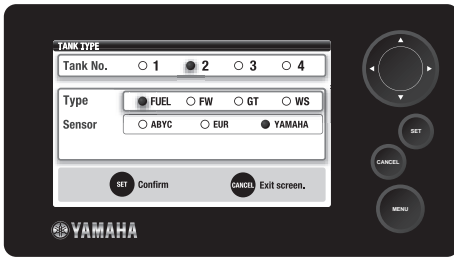 TANK TYPE
Tank No. 1 2 3 4
Type FUEL FW GT WS
Sensor ABYC EUR YAMAHA
SET Confirm CANCEL Exit screen.
YAMAHA
SET
CANCEL
MENU